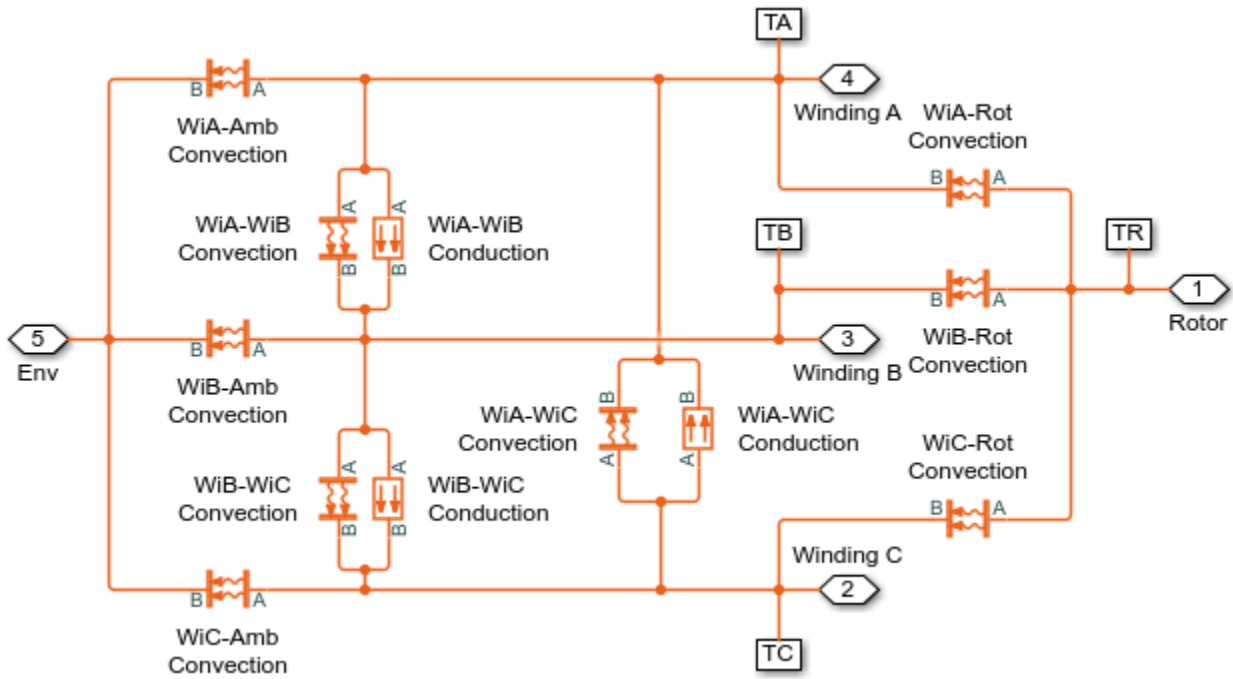 TA
B
A
4
WiA-Amb
Convection
Winding A
WiA-Rot
Convection
B
A
A
A
WiA-WiB
Convection
WiA-WiB
Conduction
B
B
TB
TR
B
A
1
Rotor
5
Env
B
A
WiB-Amb
Convection
3
Winding B
WiB-Rot
Convection
B
B
WiA-WiC
Convection
WiA-WiC
Conduction
A
A
A
A
WiB-WiC
Convection
WiB-WiC
Conduction
B
B
WiC-Rot
Convection
B
A
Winding C
2
B
A
WiC-Amb
Convection
TC